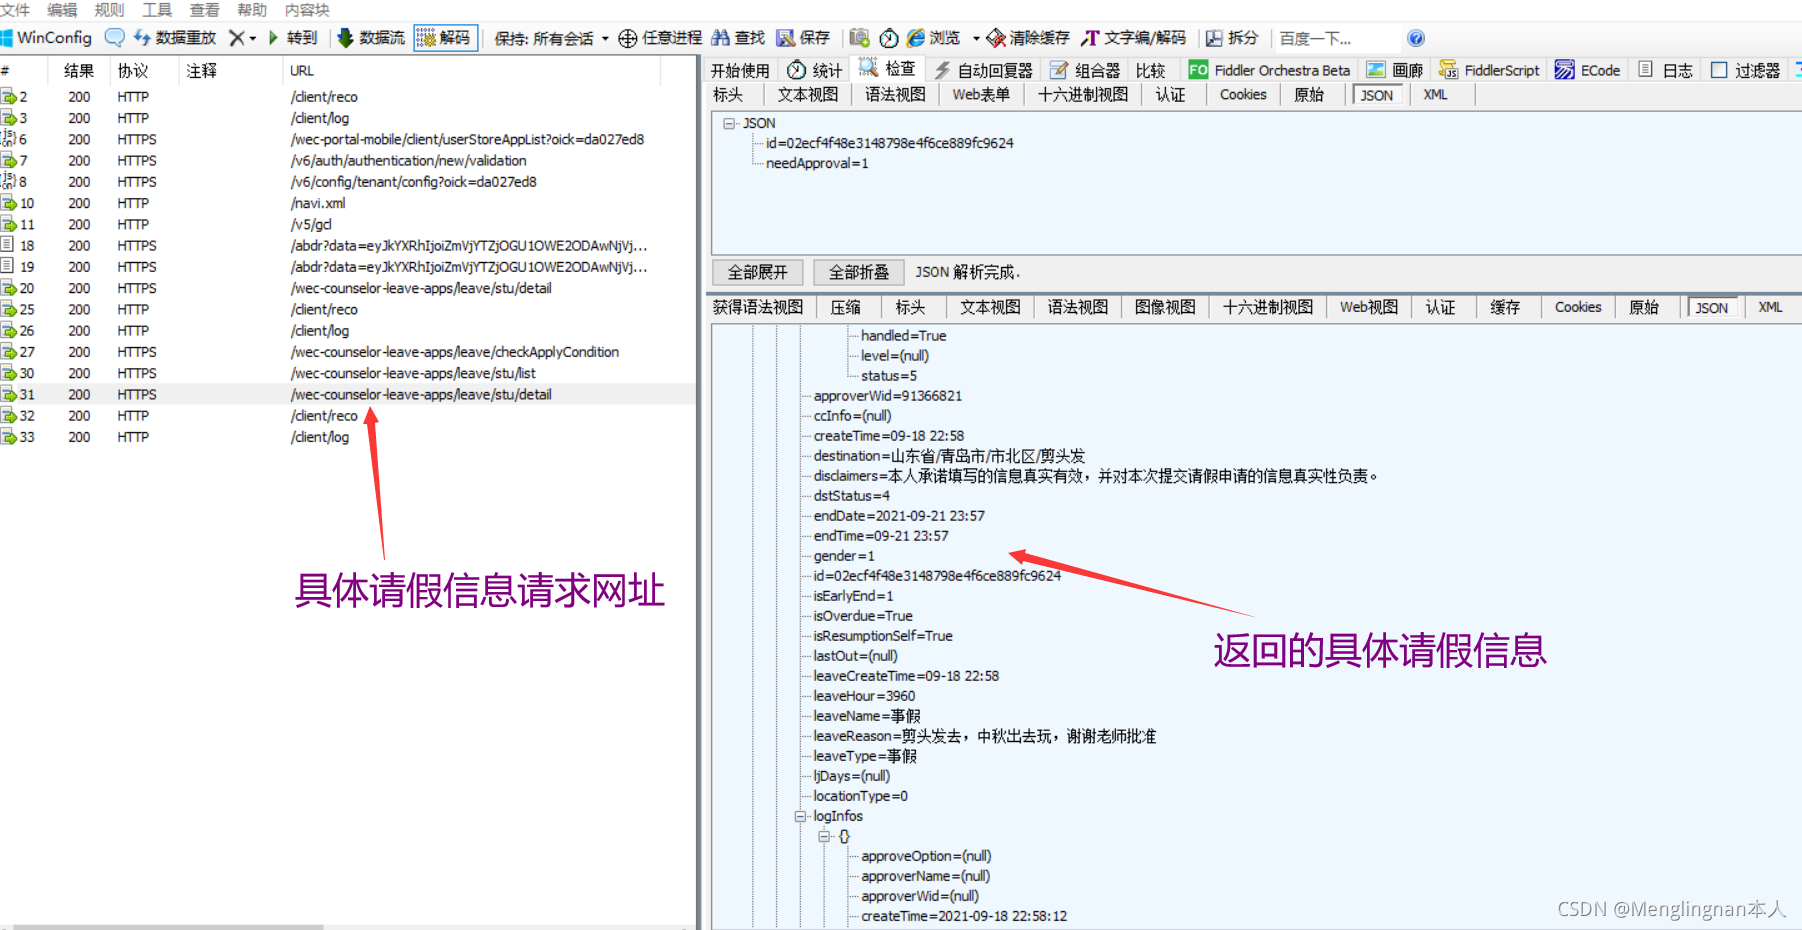 文件 编辑 规则 工具 查看 帮助 内容块
WinConfig 数据重放 转到 数据流 解码 保持: 所有会话 任意进程 查找 保存 浏览 清除缓存 文字编/解码 拆分 百度一下...
# 结果 协议 注释 URL
2 200 HTTP /client/reco
3 200 HTTP /client/log
6 200 HTTPS /wec-portal-mobile/client/userStoreAppList?oick=da027ed8
7 200 HTTPS /v6/auth/authentication/new/validation
8 200 HTTPS /v6/config/tenant/config?oick=da027ed8
10 200 HTTP /navi.xml
11 200 HTTP /v5/gcl
18 200 HTTPS /abdr?data=eyJkYXRhIjoiZmVjYTZjOGU1OWE2ODAwNjVj...
19 200 HTTPS /abdr?data=eyJkYXRhIjoiZmVjYTZjOGU1OWE2ODAwNjVj...
20 200 HTTPS /wec-counselor-leave-apps/leave/stu/detail
25 200 HTTP /client/reco
26 200 HTTP /client/log
27 200 HTTPS /wec-counselor-leave-apps/leave/checkApplyCondition
30 200 HTTPS /wec-counselor-leave-apps/leave/stu/list
31 200 HTTPS /wec-counselor-leave-apps/leave/stu/detail
32 200 HTTP /client/reco
33 200 HTTP /client/log
具体请假信息请求网址
开始使用 统计 检查 自动回复器 组合器 比较 FO Fiddler Orchestra Beta 画廊 FiddlerScript ECode 日志 过滤器
标头 文本视图 语法视图 Web表单 十六进制视图 认证 Cookies 原始 JSON XML
JSON
id=02ecf4f48e3148798e4f6ce889fc9624
needApproval=1
全部展开 全部折叠 JSON 解析完成.
获得语法视图 压缩 标头 文本视图 语法视图 图像视图 十六进制视图 Web视图 认证 缓存 Cookies 原始 JSON XML
handled=True
level=(null)
status=5
approverWid=91366821
ccInfo=(null)
createTime=09-18 22:58
destination=山东省/青岛市/市北区/剪头发
disclaimers=本人承诺填写的信息真实有效，并对本次提交请假申请的信息真实性负责。
dstStatus=4
endDate=2021-09-21 23:57
endTime=09-21 23:57
gender=1
id=02ecf4f48e3148798e4f6ce889fc9624
isEarlyEnd=1
isOverdue=True
isResumptionSelf=True
lastOut=(null)
leaveCreateTime=09-18 22:58
leaveHour=3960
leaveName=事假
leaveReason=剪头发去，中秋出去玩，谢谢老师批准
leaveType=事假
ljDays=(null)
locationType=0
logInfos
{}
approveOption=(null)
approverName=(null)
approverWid=(null)
createTime=2021-09-18 22:58:12
返回的具体请假信息
CSDN @Menglingnan本人